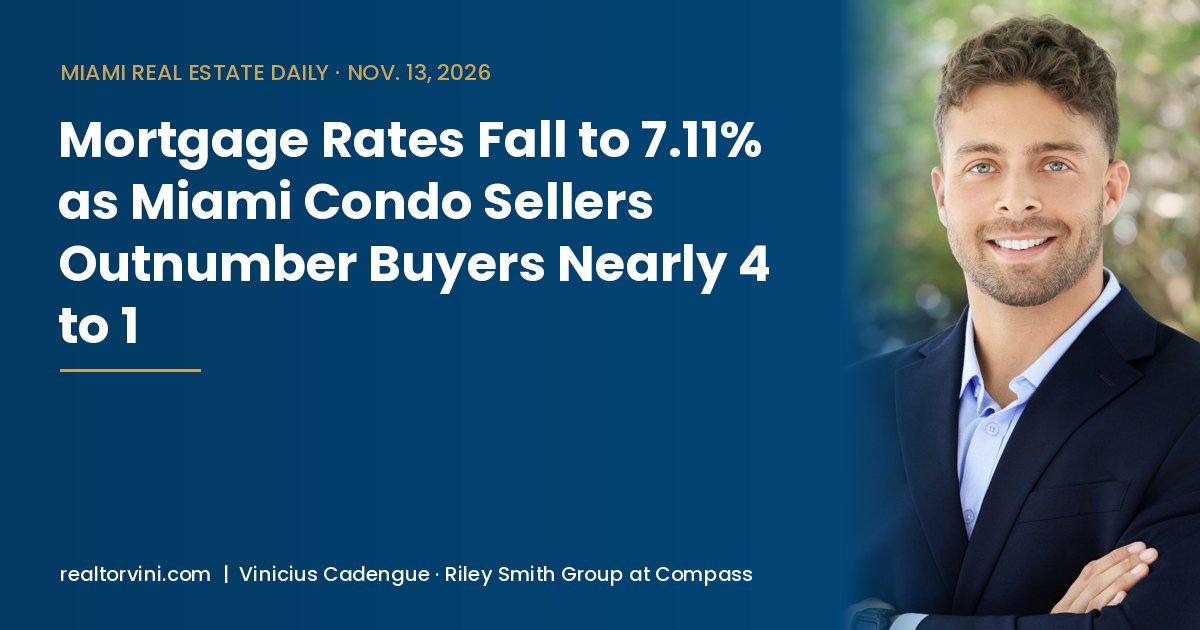 MIAMI REAL ESTATE DAILY · NOV. 13, 2026
Mortgage Rates Fall to 7.11%
as Miami Condo Sellers
Outnumber Buyers Nearly 4
to 1
realtorvini.com | Vinicius Cadengue · Riley Smith Group at Compass